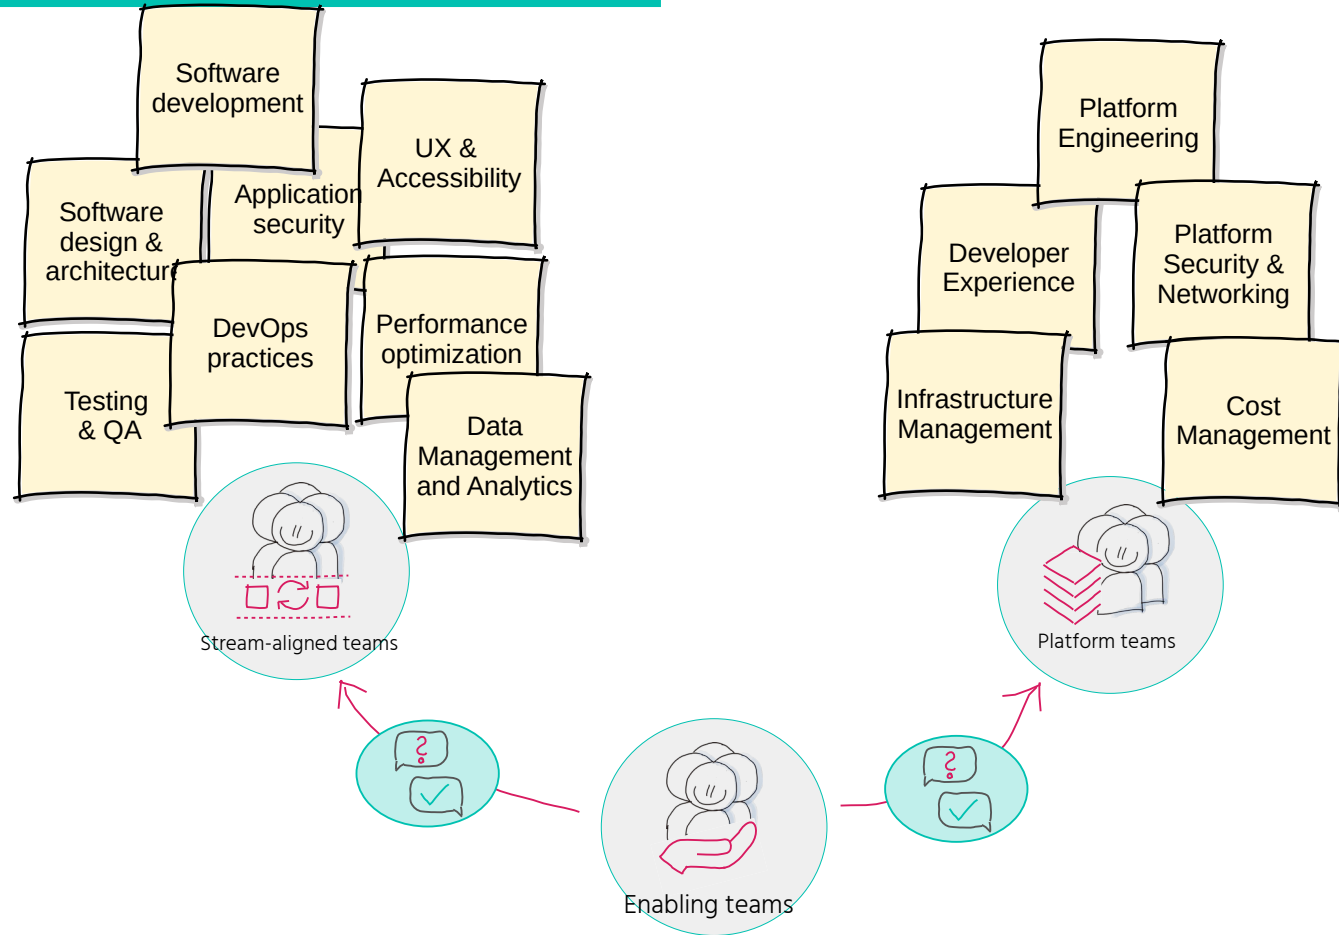 Software
development
UX &
Accessibility
Application
security
Software
design &
architecture
DevOps
practices
Performance
optimization
Testing
& QA
Data
Management
and Analytics
Stream-aligned teams
Platform
Engineering
Developer
Experience
Platform
Security &
Networking
Infrastructure
Management
Cost
Management
Platform teams
?
?
Enabling teams